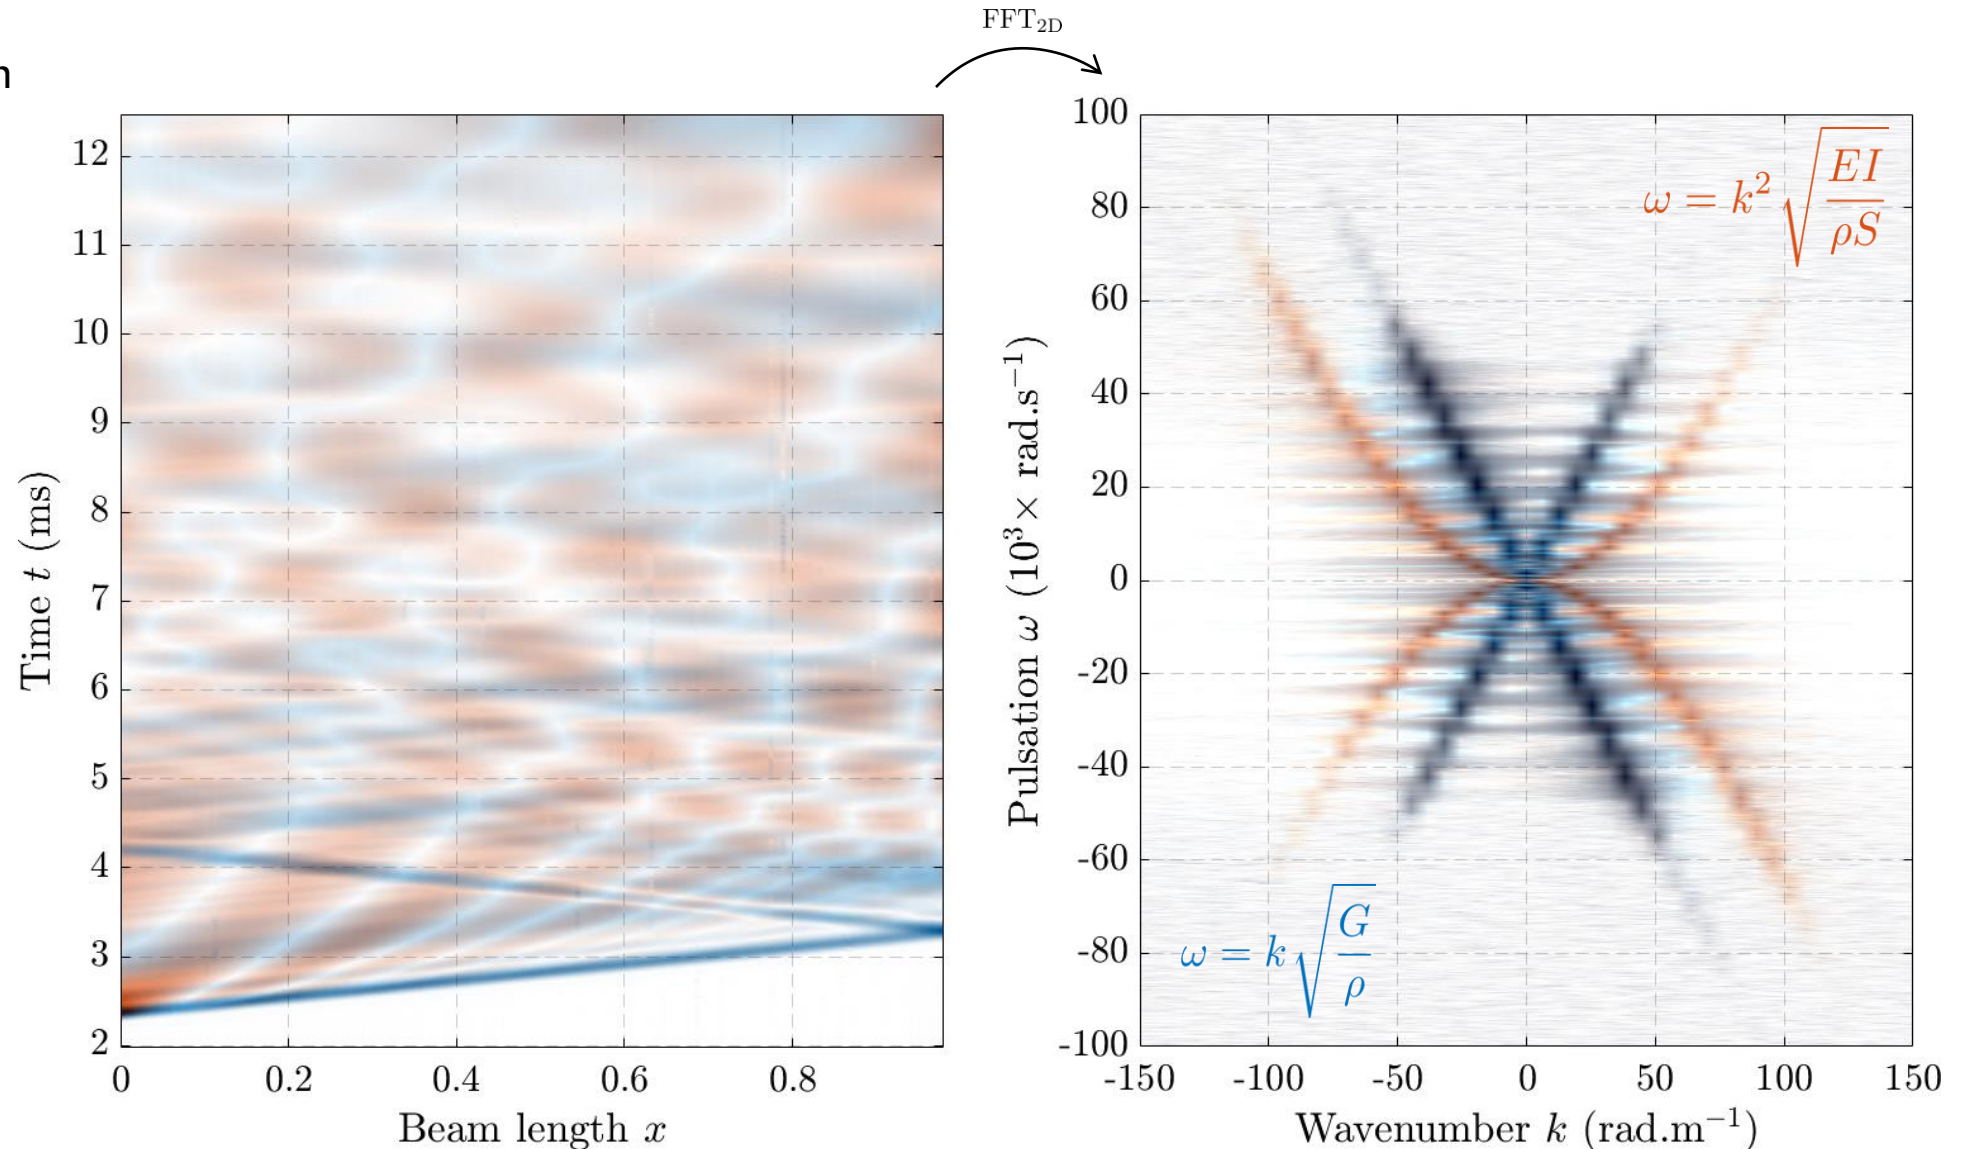 FFT2D
n
12
11
10
9
8
7
6
5
4
3
2
Time t (ms)
0 0.2 0.4 0.6 0.8
Beam length x
100
80
60
40
20
0
-20
-40
-60
-80
-100
Pulsation ω (10³× rad.s⁻¹)
ω = k² √(EI/ρS)
ω = k √(G/ρ)
-150 -100 -50 0 50 100 150
Wavenumber k (rad.m⁻¹)